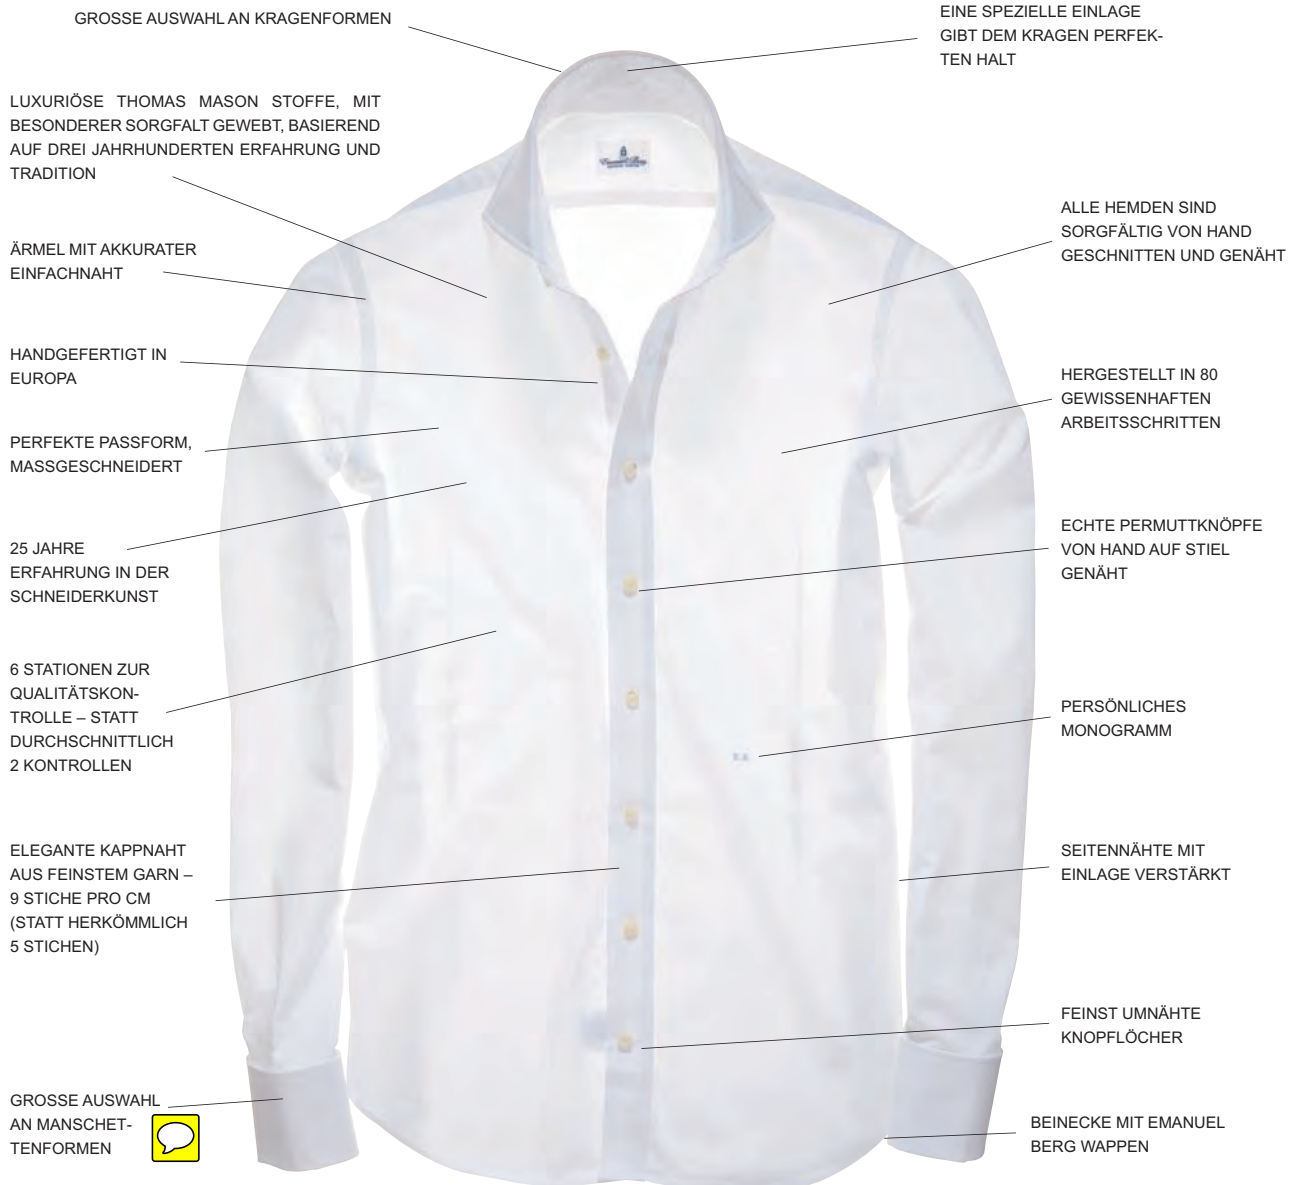 GROSSE AUSWAHL AN KRAGENFORMEN
EINE SPEZIELLE EINLAGE
GIBT DEM KRAGEN PERFEK-
TEN HALT
LUXURIÖSE THOMAS MASON STOFFE, MIT
BESONDERER SORGFALT GEWEBT, BASIEREND
AUF DREI JAHRHUNDERTEN ERFAHRUNG UND
TRADITION
ÄRMEL MIT AKKURATER
EINFACHNAHT
HANDGEFERTIGT IN
EUROPA
PERFEKTE PASSFORM,
MASSGESCHNEIDERT
25 JAHRE
ERFAHRUNG IN DER
SCHNEIDERKUNST
6 STATIONEN ZUR
QUALITÄTSKON-
TROLLE – STATT
DURCHSCHNITTLICH
2 KONTROLLEN
ELEGANTE KAPPNAHT
AUS FEINSTEM GARN –
9 STICHE PRO CM
(STATT HERKÖMMLICH
5 STICHEN)
GROSSE AUSWAHL
AN MANSCHET-
TENFORMEN
Emanuel Berg
ALLE HEMDEN SIND
SORGFÄLTIG VON HAND
GESCHNITTEN UND GENÄHT
HERGESTELLT IN 80
GEWISSENHAFTEN
ARBEITSSCHRITTEN
ECHTE PERMUTTKNÖPFE
VON HAND AUF STIEL
GENÄHT
PERSÖNLICHES
MONOGRAMM
E.B.
SEITENNÄHTE MIT
EINLAGE VERSTÄRKT
FEINST UMNÄHTE
KNOPFLÖCHER
BEINECKE MIT EMANUEL
BERG WAPPEN